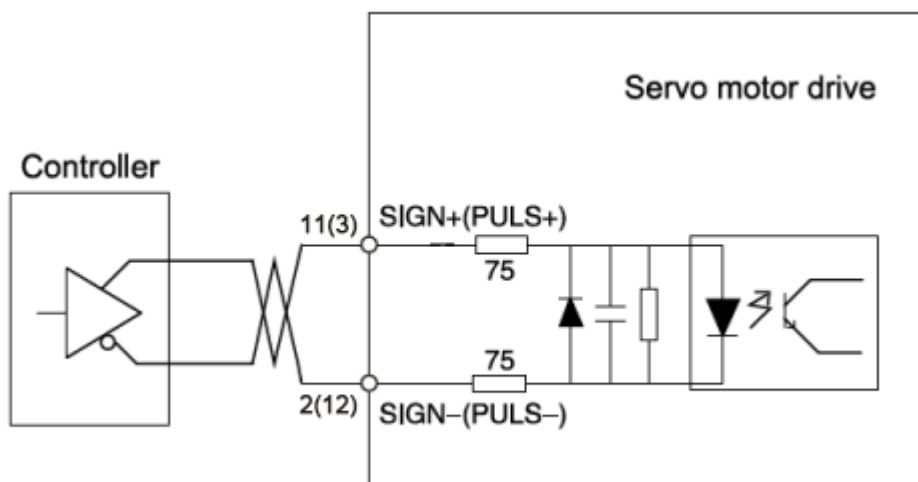 Servo motor drive
Controller
11(3)
SIGN+(PULS+)
75
75
2(12)
SIGN−(PULS−)